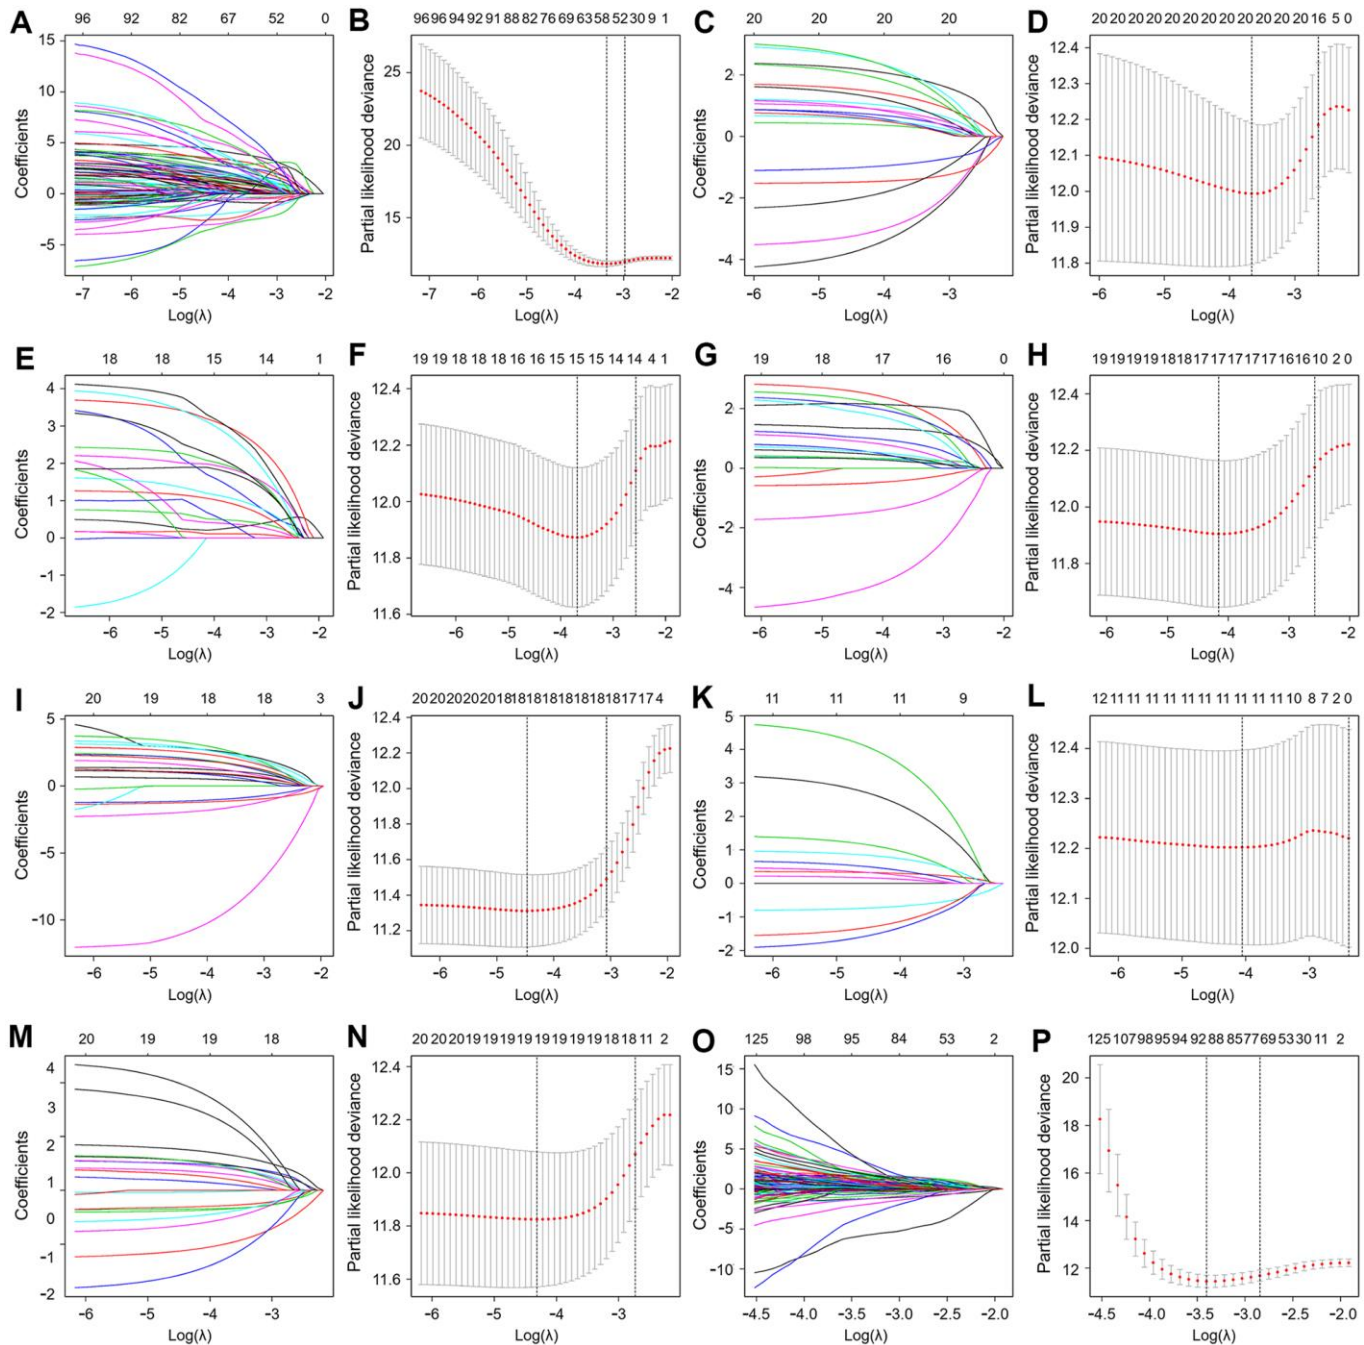 A
96 92 82 67 52 0
Coefficients
15
10
5
0
−5
−7 −6 −5 −4 −3 −2
Log(λ)
B
96 96 94 92 91 88 82 76 69 63 58 52 30 9 1
Partial likelihood deviance
25
20
15
−7 −6 −5 −4 −3 −2
Log(λ)
C
20 20 20 20
Coefficients
2
0
−2
−4
−6 −5 −4 −3
Log(λ)
D
20 20 20 20 20 20 20 20 20 20 20 20 16 5 0
Partial likelihood deviance
12.4
12.3
12.2
12.1
12.0
11.9
11.8
−6 −5 −4 −3
Log(λ)
E
18 18 15 14 1
Coefficients
4
3
2
1
0
−1
−2
−6 −5 −4 −3 −2
Log(λ)
F
19 19 18 18 18 16 16 15 15 15 14 14 4 1
Partial likelihood deviance
12.4
12.2
12.0
11.8
11.6
−6 −5 −4 −3 −2
Log(λ)
G
19 18 17 16 0
Coefficients
2
0
−2
−4
−6 −5 −4 −3 −2
Log(λ)
H
19 19 19 19 18 18 17 17 17 17 17 16 16 10 2 0
Partial likelihood deviance
12.4
12.2
12.0
11.8
−6 −5 −4 −3 −2
Log(λ)
I
20 19 18 18 3
Coefficients
5
0
−5
−10
−6 −5 −4 −3 −2
Log(λ)
J
20 20 20 20 20 18 18 18 18 18 18 18 17 17 4
Partial likelihood deviance
12.4
12.2
12.0
11.8
11.6
11.4
11.2
−6 −5 −4 −3 −2
Log(λ)
K
11 11 11 9
Coefficients
5
4
3
2
1
0
−1
−2
−6 −5 −4 −3
Log(λ)
L
12 11 11 11 11 11 11 11 11 11 11 10 8 7 2 0
Partial likelihood deviance
12.4
12.3
12.2
12.1
12.0
−6 −5 −4 −3
Log(λ)
M
20 19 19 18
Coefficients
4
3
2
1
0
−1
−2
−6 −5 −4 −3
Log(λ)
N
20 20 20 19 19 19 19 19 19 19 18 18 11 2
Partial likelihood deviance
12.4
12.2
12.0
11.8
11.6
−6 −5 −4 −3
Log(λ)
O
125 98 95 84 53 2
Coefficients
15
10
5
0
−5
−10
−4.5 −4.0 −3.5 −3.0 −2.5 −2.0
Log(λ)
P
125 107 98 95 94 92 88 85 77 69 53 30 11 2
Partial likelihood deviance
20
18
16
14
12
−4.5 −4.0 −3.5 −3.0 −2.5 −2.0
Log(λ)